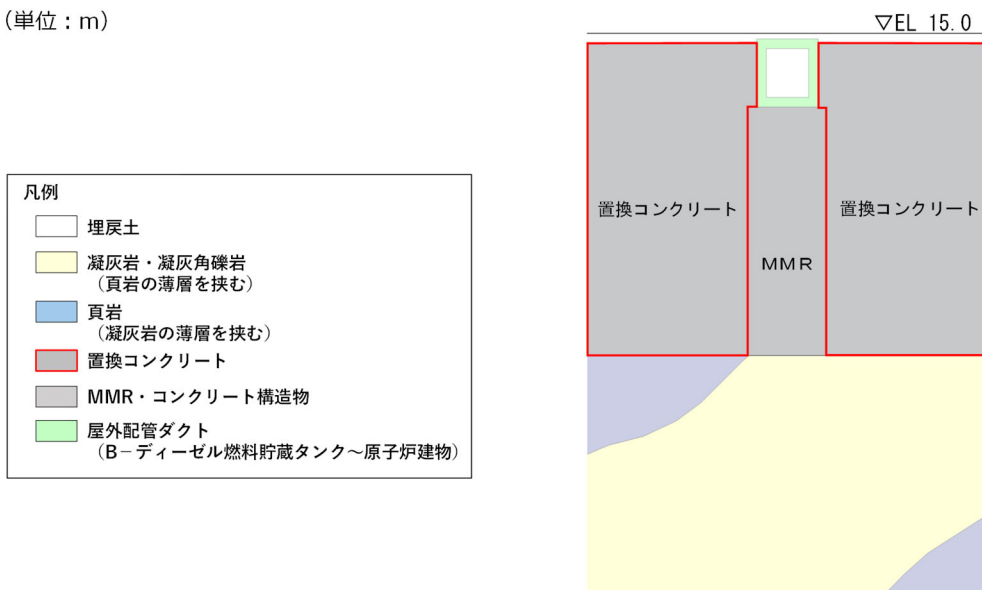 （単位：m）
▽EL 15.0
凡例
埋戻土
凝灰岩・凝灰角礫岩
（頁岩の薄層を挟む）
頁岩
（凝灰岩の薄層を挟む）
置換コンクリート
MMR・コンクリート構造物
屋外配管ダクト
（B－ディーゼル燃料貯蔵タンク～原子炉建物）
置換コンクリート
置換コンクリート
MMR